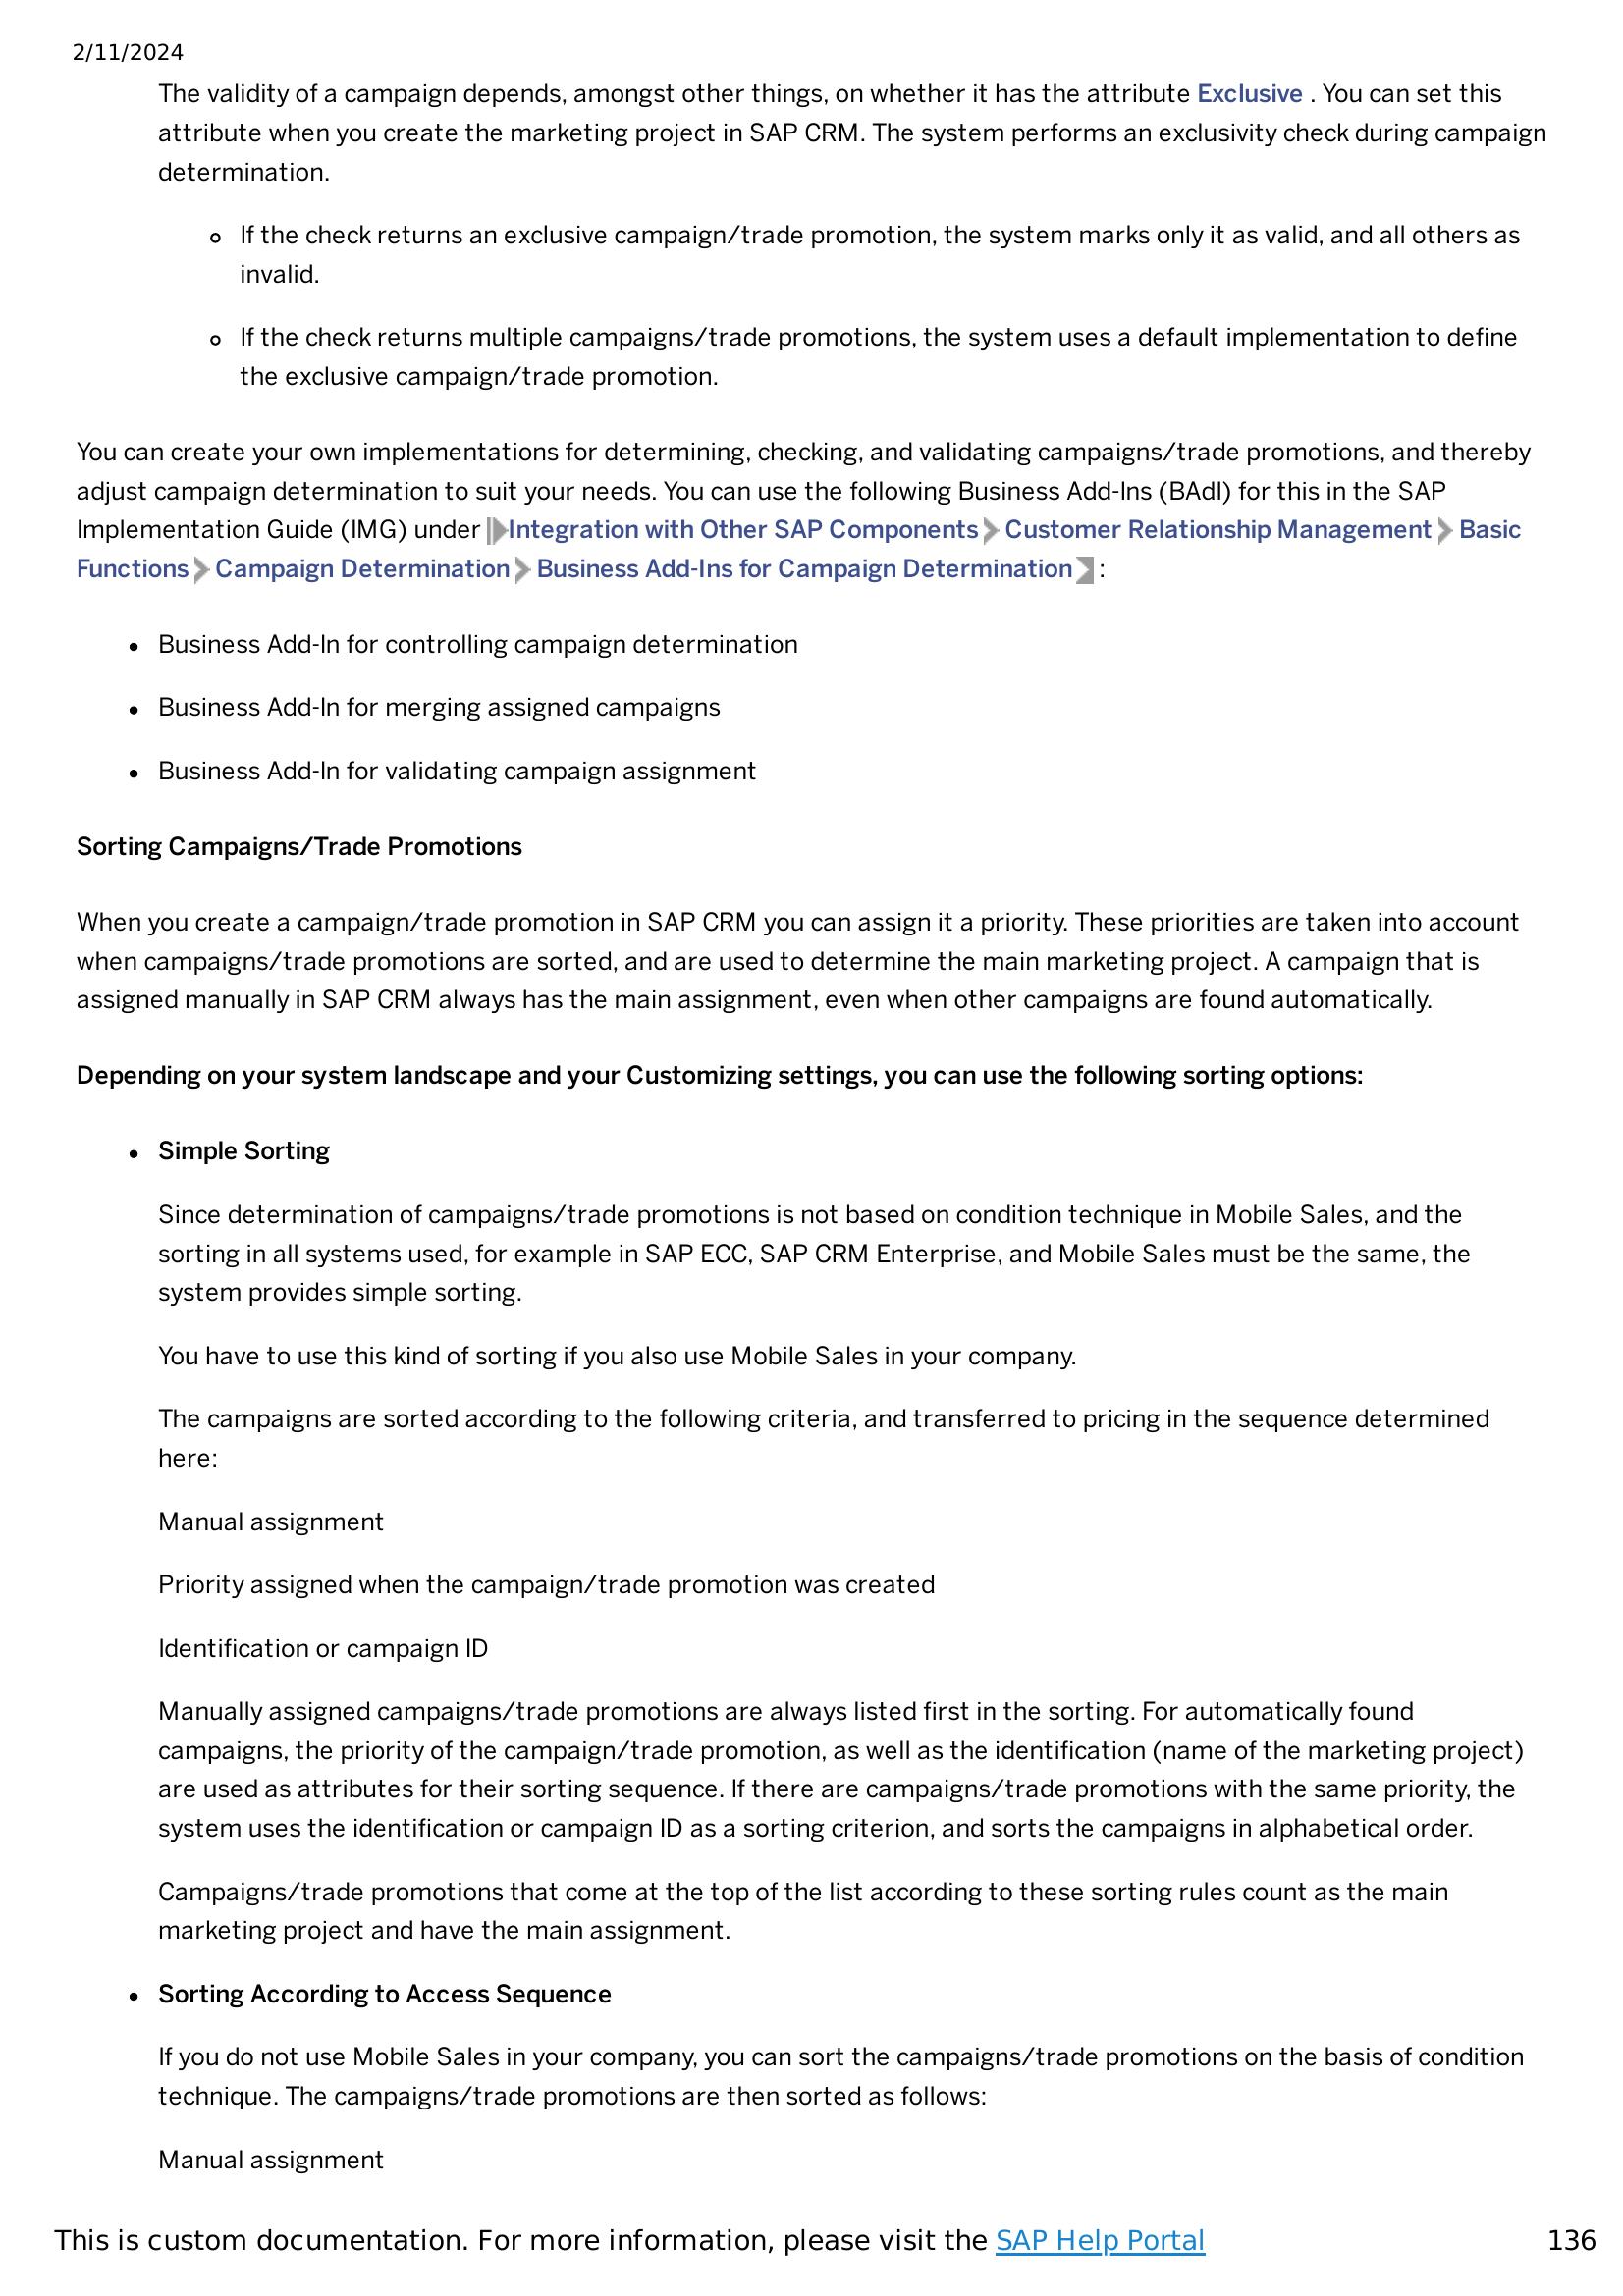 2/11/2024
The validity of a campaign depends, amongst other things, on whether it has the attribute Exclusive . You can set this
attribute when you create the marketing project in SAP CRM. The system performs an exclusivity check during campaign
determination.
If the check returns an exclusive campaign/trade promotion, the system marks only it as valid, and all others as
invalid.
If the check returns multiple campaigns/trade promotions, the system uses a default implementation to define
the exclusive campaign/trade promotion.
You can create your own implementations for determining, checking, and validating campaigns/trade promotions, and thereby
adjust campaign determination to suit your needs. You can use the following Business Add-Ins (BAdI) for this in the SAP
Implementation Guide (IMG) under Integration with Other SAP Components Customer Relationship Management Basic
Functions Campaign Determination Business Add-Ins for Campaign Determination :
Business Add-In for controlling campaign determination
Business Add-In for merging assigned campaigns
Business Add-In for validating campaign assignment
Sorting Campaigns/Trade Promotions
When you create a campaign/trade promotion in SAP CRM you can assign it a priority. These priorities are taken into account
when campaigns/trade promotions are sorted, and are used to determine the main marketing project. A campaign that is
assigned manually in SAP CRM always has the main assignment, even when other campaigns are found automatically.
Depending on your system landscape and your Customizing settings, you can use the following sorting options:
Simple Sorting
Since determination of campaigns/trade promotions is not based on condition technique in Mobile Sales, and the
sorting in all systems used, for example in SAP ECC, SAP CRM Enterprise, and Mobile Sales must be the same, the
system provides simple sorting.
You have to use this kind of sorting if you also use Mobile Sales in your company.
The campaigns are sorted according to the following criteria, and transferred to pricing in the sequence determined
here:
Manual assignment
Priority assigned when the campaign/trade promotion was created
Identification or campaign ID
Manually assigned campaigns/trade promotions are always listed first in the sorting. For automatically found
campaigns, the priority of the campaign/trade promotion, as well as the identification (name of the marketing project)
are used as attributes for their sorting sequence. If there are campaigns/trade promotions with the same priority, the
system uses the identification or campaign ID as a sorting criterion, and sorts the campaigns in alphabetical order.
Campaigns/trade promotions that come at the top of the list according to these sorting rules count as the main
marketing project and have the main assignment.
Sorting According to Access Sequence
If you do not use Mobile Sales in your company, you can sort the campaigns/trade promotions on the basis of condition
technique. The campaigns/trade promotions are then sorted as follows:
Manual assignment
This is custom documentation. For more information, please visit the SAP Help Portal 136